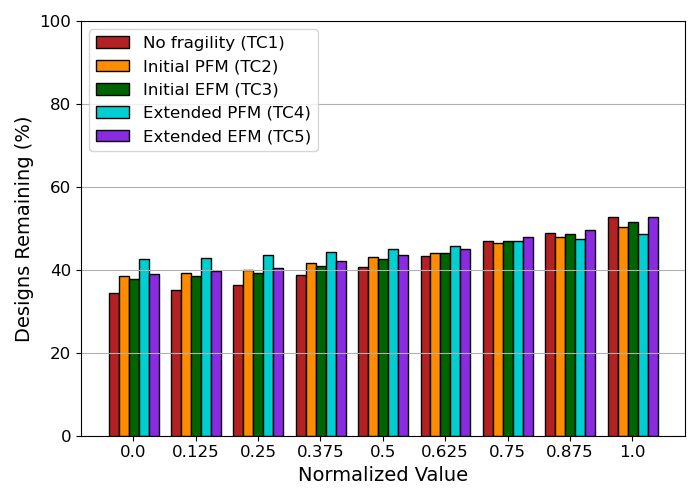 No fragility (TC1)
Initial PFM (TC2)
Initial EFM (TC3)
Extended PFM (TC4)
Extended EFM (TC5)
Designs Remaining (%)
100
80
60
40
20
0
0.0 0.125 0.25 0.375 0.5 0.625 0.75 0.875 1.0
Normalized Value